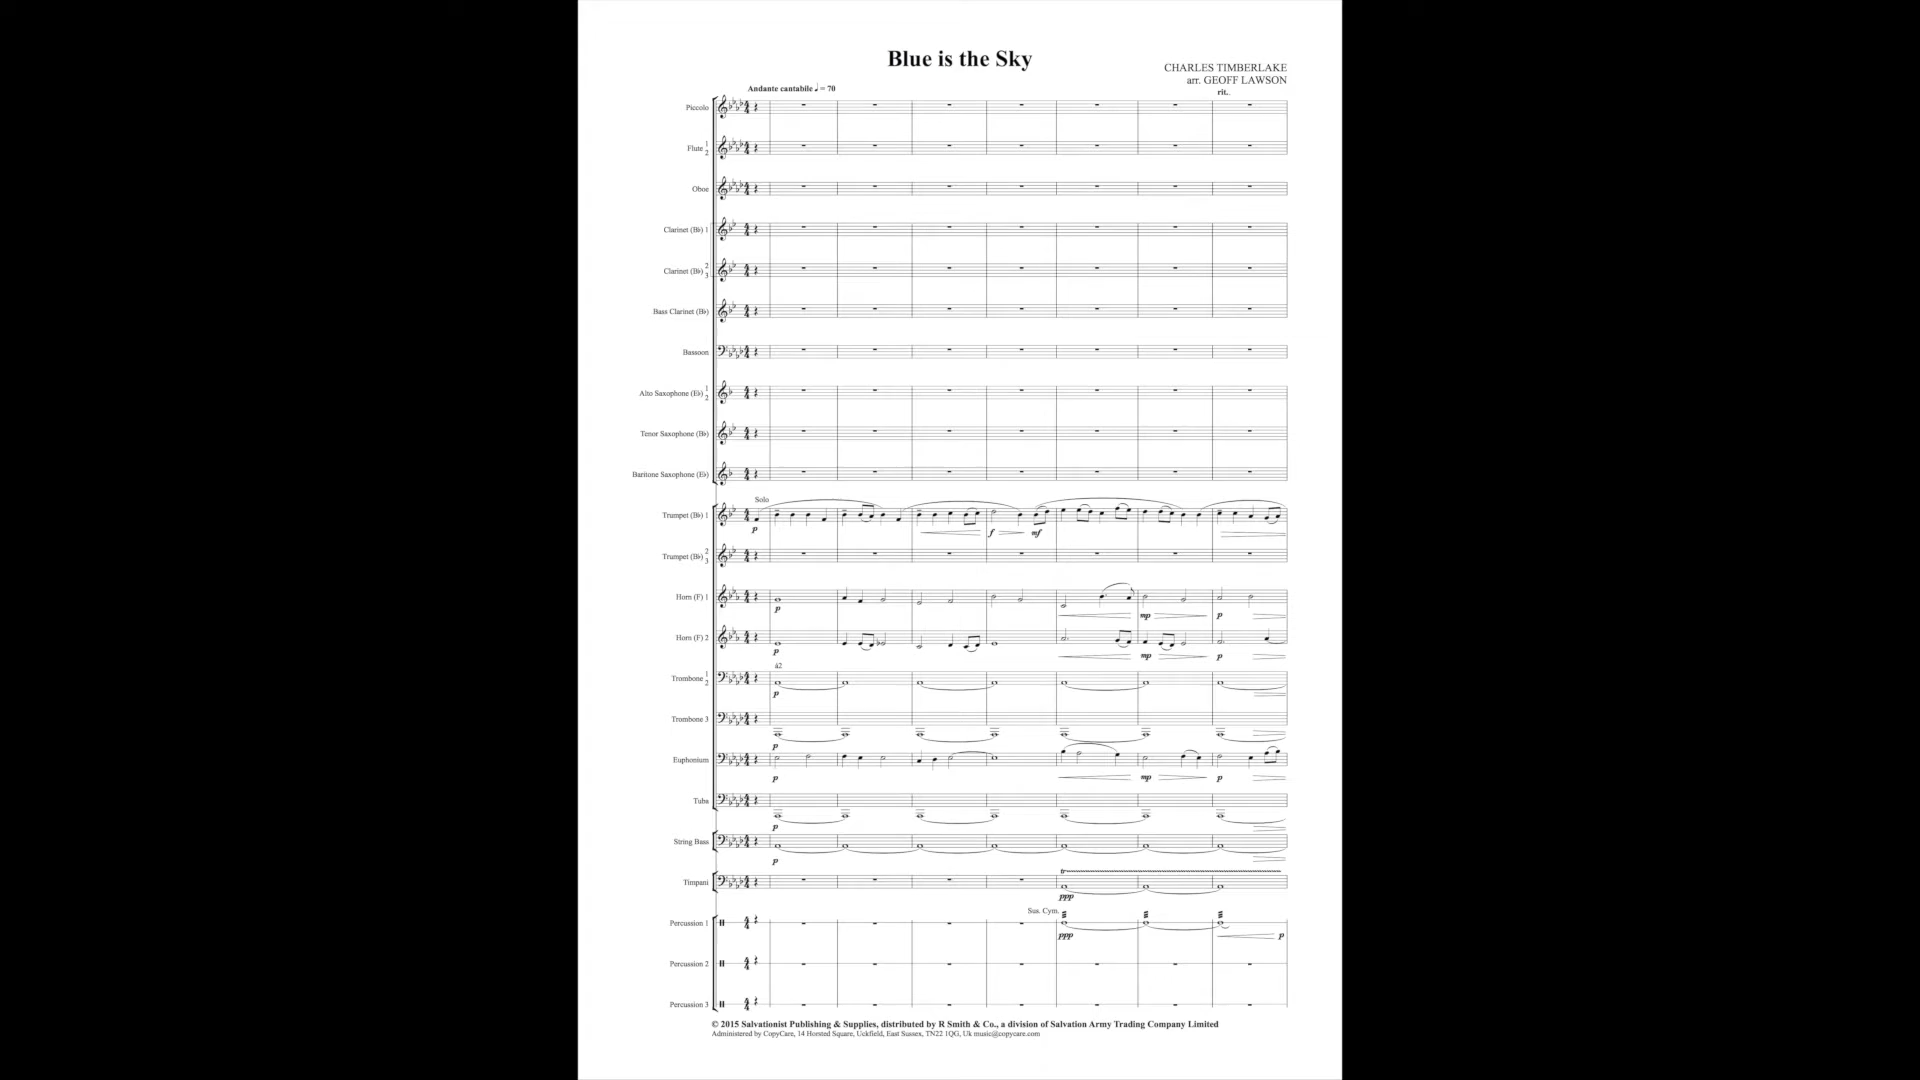 Blue is the Sky
CHARLES TIMBERLAKE
arr. GEOFF LAWSON
Andante cantabile ♩ = 70
rit.
Piccolo
Flute 1 2
Oboe
Clarinet (B♭) 1
Clarinet (B♭) 2 3
Bass Clarinet (B♭)
Bassoon
Alto Saxophone (E♭) 1 2
Tenor Saxophone (B♭)
Baritone Saxophone (E♭)
Solo
Trumpet (B♭) 1
p f mf
Trumpet (B♭) 2 3
Horn (F) 1
p mp p
Horn (F) 2
p mp p
a2
Trombone 1 2
p
Trombone 3
p
Euphonium
p mp p
Tuba
p
String Bass
p
tr
Timpani
ppp
Sus. Cym.
Percussion 1
ppp p
Percussion 2
Percussion 3
© 2015 Salvationist Publishing & Supplies, distributed by R Smith & Co., a division of Salvation Army Trading Company Limited
Administered by CopyCare, 14 Horsted Square, Uckfield, East Sussex, TN22 1QG, Uk music@copycare.com